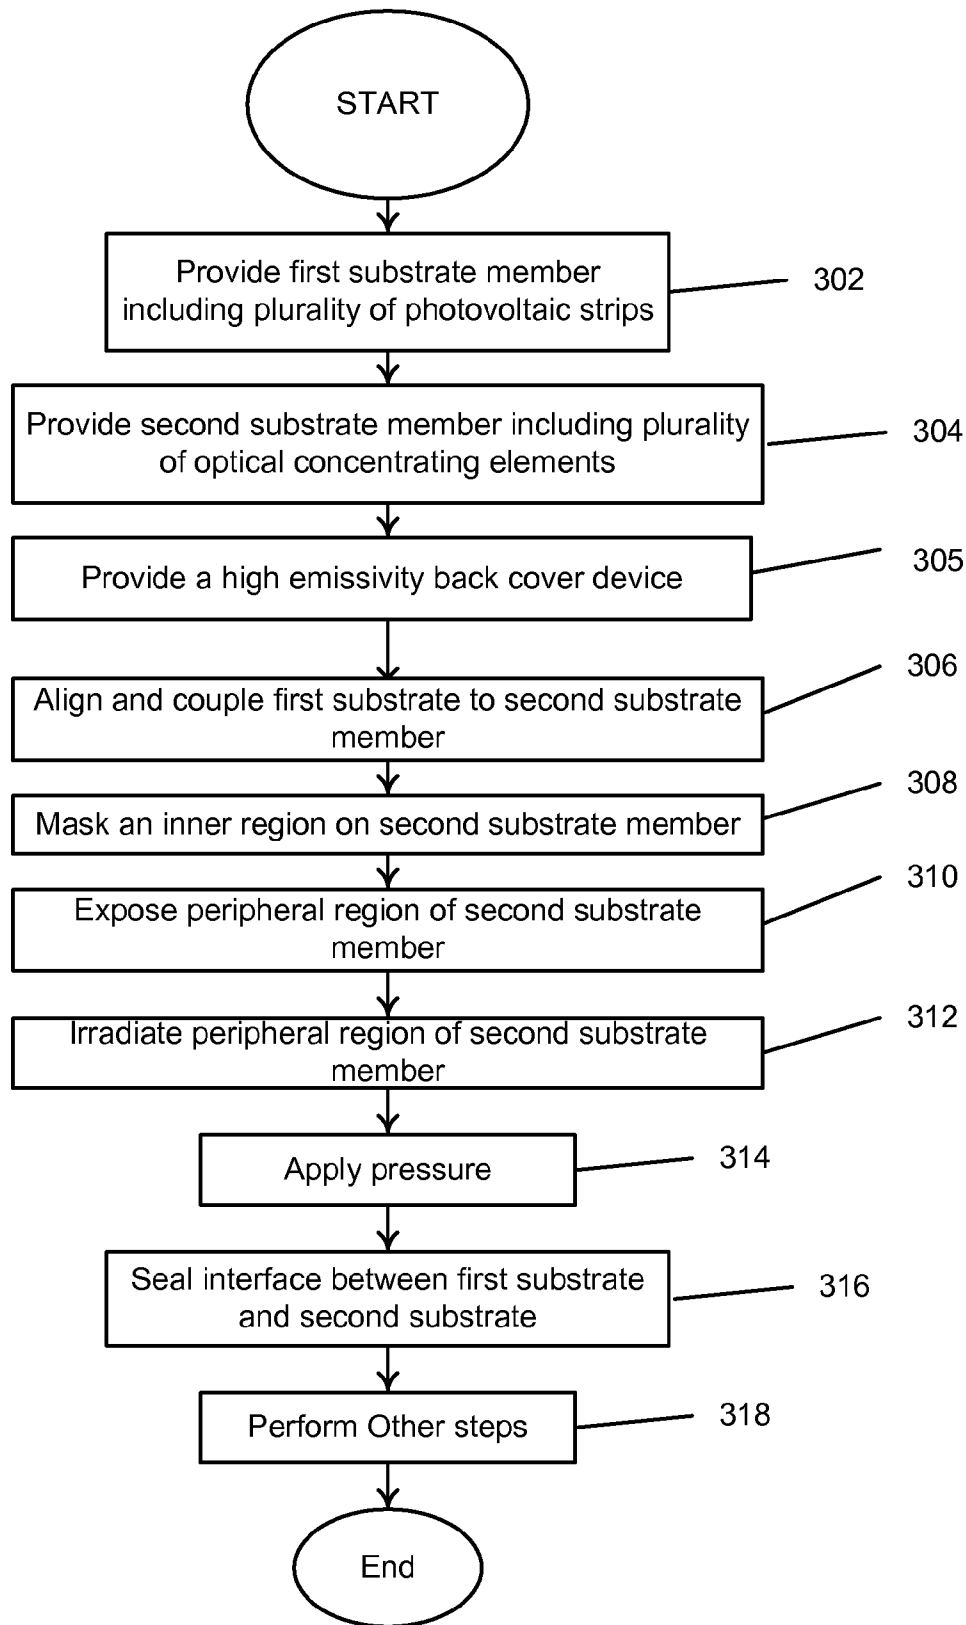 START
Provide first substrate member
including plurality of photovoltaic strips
302
Provide second substrate member including plurality
of optical concentrating elements
304
Provide a high emissivity back cover device
305
Align and couple first substrate to second substrate
member
306
Mask an inner region on second substrate member
308
Expose peripheral region of second substrate
member
310
Irradiate peripheral region of second substrate
member
312
Apply pressure
314
Seal interface between first substrate
and second substrate
316
Perform Other steps
318
End